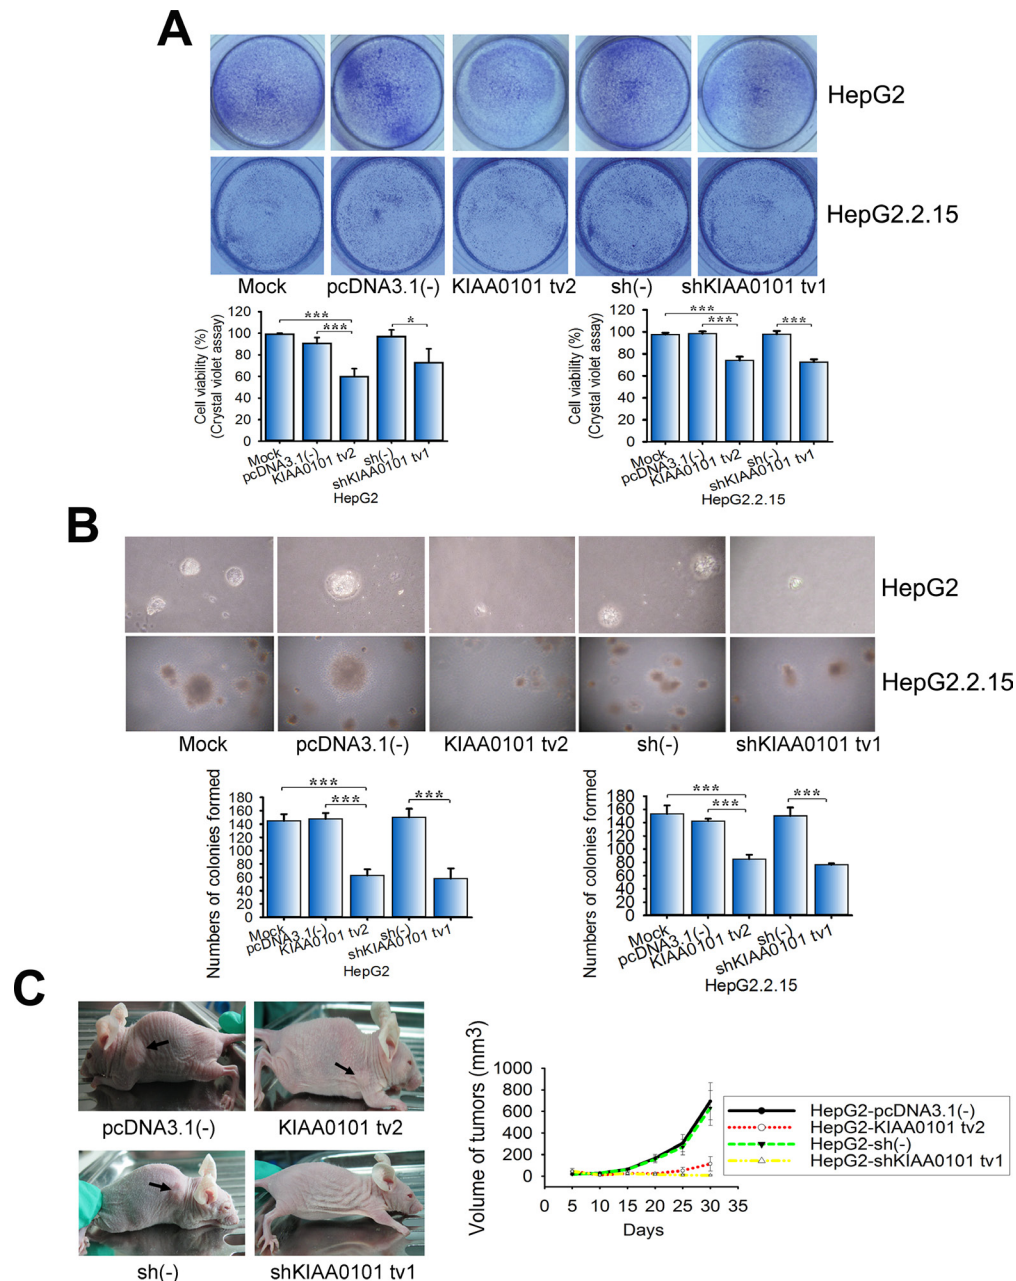 A
HepG2
HepG2.2.15
Mock pcDNA3.1(-) KIAA0101 tv2 sh(-) shKIAA0101 tv1
Cell viability (%)
(Crystal violet assay)
120
100
80
60
40
20
0
***
***
*
Mock
pcDNA3.1(-)
KIAA0101 tv2
sh(-)
shKIAA0101 tv1
HepG2
Cell viability (%)
(Crystal violet assay)
120
100
80
60
40
20
0
***
***
***
Mock
pcDNA3.1(-)
KIAA0101 tv2
sh(-)
shKIAA0101 tv1
HepG2.2.15
B
HepG2
HepG2.2.15
Mock pcDNA3.1(-) KIAA0101 tv2 sh(-) shKIAA0101 tv1
Numbers of colonies formed
180
160
140
120
100
80
60
40
20
0
***
***
***
Mock
pcDNA3.1(-)
KIAA0101 tv2
sh(-)
shKIAA0101 tv1
HepG2
Numbers of colonies formed
180
160
140
120
100
80
60
40
20
0
***
***
***
Mock
pcDNA3.1(-)
KIAA0101 tv2
sh(-)
shKIAA0101 tv1
HepG2.2.15
C
pcDNA3.1(-) KIAA0101 tv2
sh(-) shKIAA0101 tv1
Volume of tumors (mm3)
1000
800
600
400
200
0
0 5 10 15 20 25 30 35
Days
HepG2-pcDNA3.1(-)
HepG2-KIAA0101 tv2
HepG2-sh(-)
HepG2-shKIAA0101 tv1